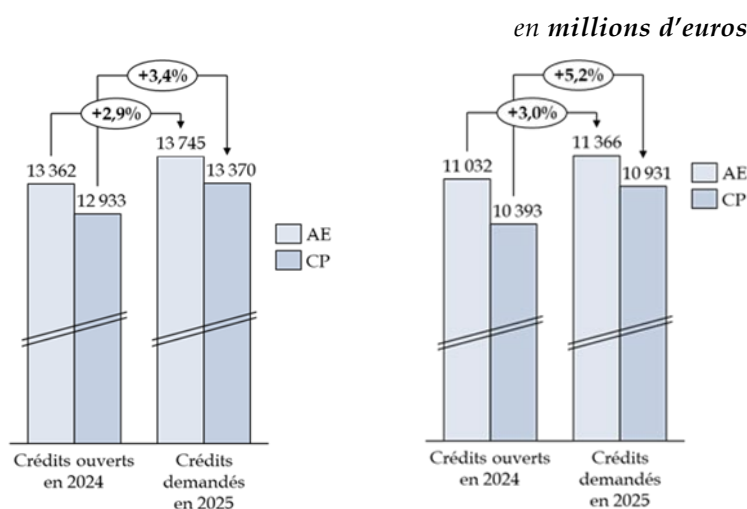 en millions d'euros
+3,4%
+2,9%
13 745
13 362
13 370
12 933
AE
CP
Crédits ouverts
en 2024
Crédits
demandés
en 2025
+5,2%
+3,0%
11 366
11 032
10 931
10 393
AE
CP
Crédits ouverts
en 2024
Crédits
demandés
en 2025